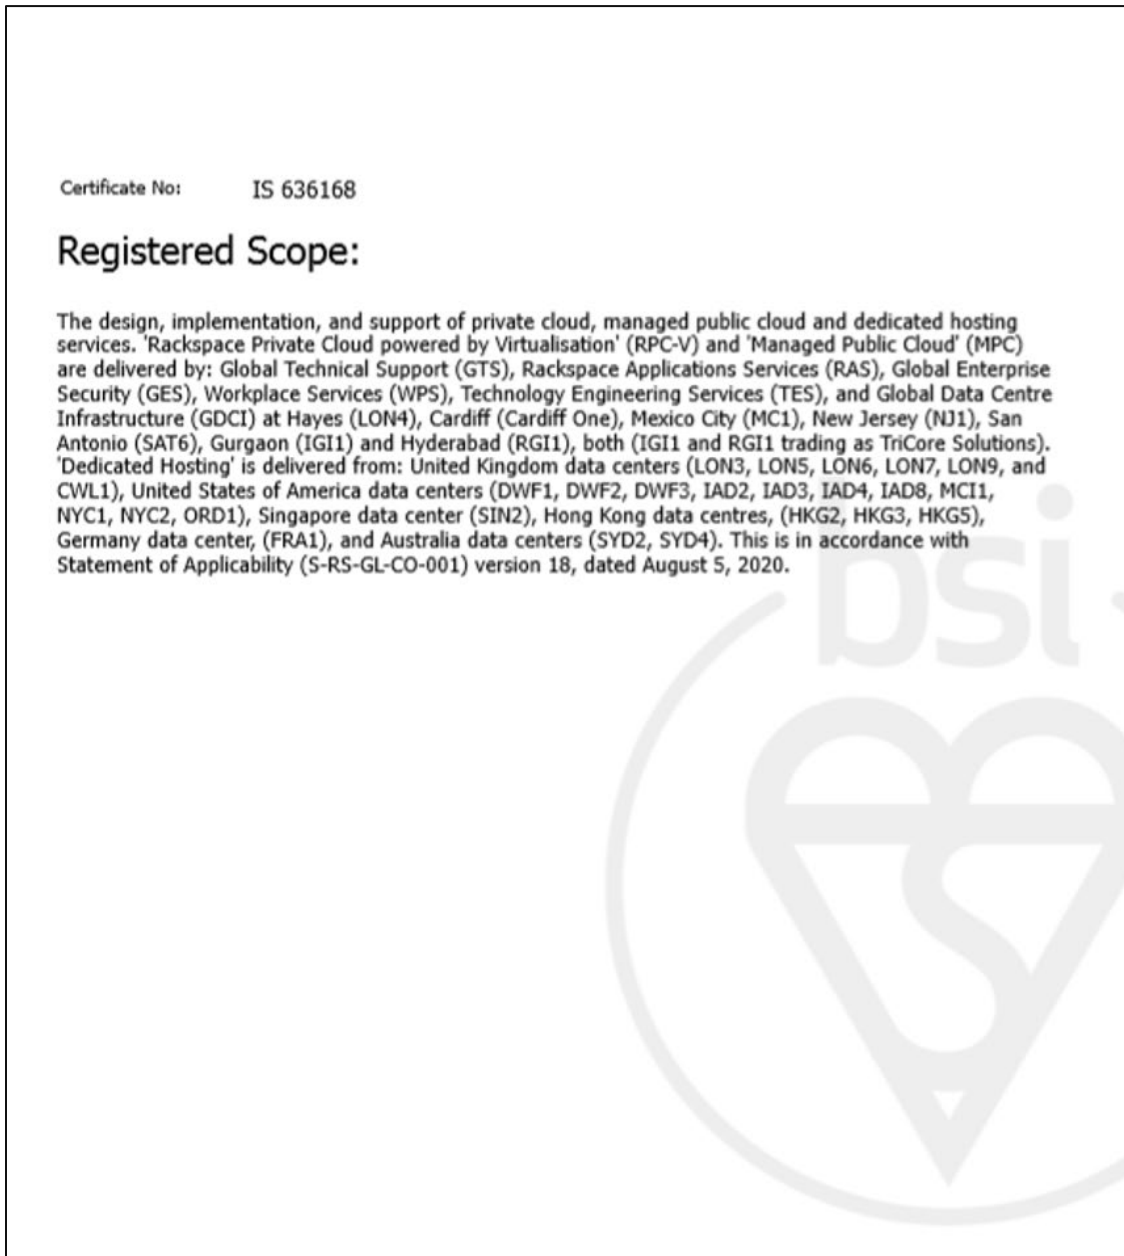 Certificate No: IS 636168
Registered Scope:
The design, implementation, and support of private cloud, managed public cloud and dedicated hosting
services. 'Rackspace Private Cloud powered by Virtualisation' (RPC-V) and 'Managed Public Cloud' (MPC)
are delivered by: Global Technical Support (GTS), Rackspace Applications Services (RAS), Global Enterprise
Security (GES), Workplace Services (WPS), Technology Engineering Services (TES), and Global Data Centre
Infrastructure (GDCI) at Hayes (LON4), Cardiff (Cardiff One), Mexico City (MC1), New Jersey (NJ1), San
Antonio (SAT6), Gurgaon (IGI1) and Hyderabad (RGI1), both (IGI1 and RGI1 trading as TriCore Solutions).
'Dedicated Hosting' is delivered from: United Kingdom data centers (LON3, LON5, LON6, LON7, LON9, and
CWL1), United States of America data centers (DWF1, DWF2, DWF3, IAD2, IAD3, IAD4, IAD8, MCI1,
NYC1, NYC2, ORD1), Singapore data center (SIN2), Hong Kong data centres, (HKG2, HKG3, HKG5),
Germany data center, (FRA1), and Australia data centers (SYD2, SYD4). This is in accordance with
Statement of Applicability (S-RS-GL-CO-001) version 18, dated August 5, 2020.
bsi